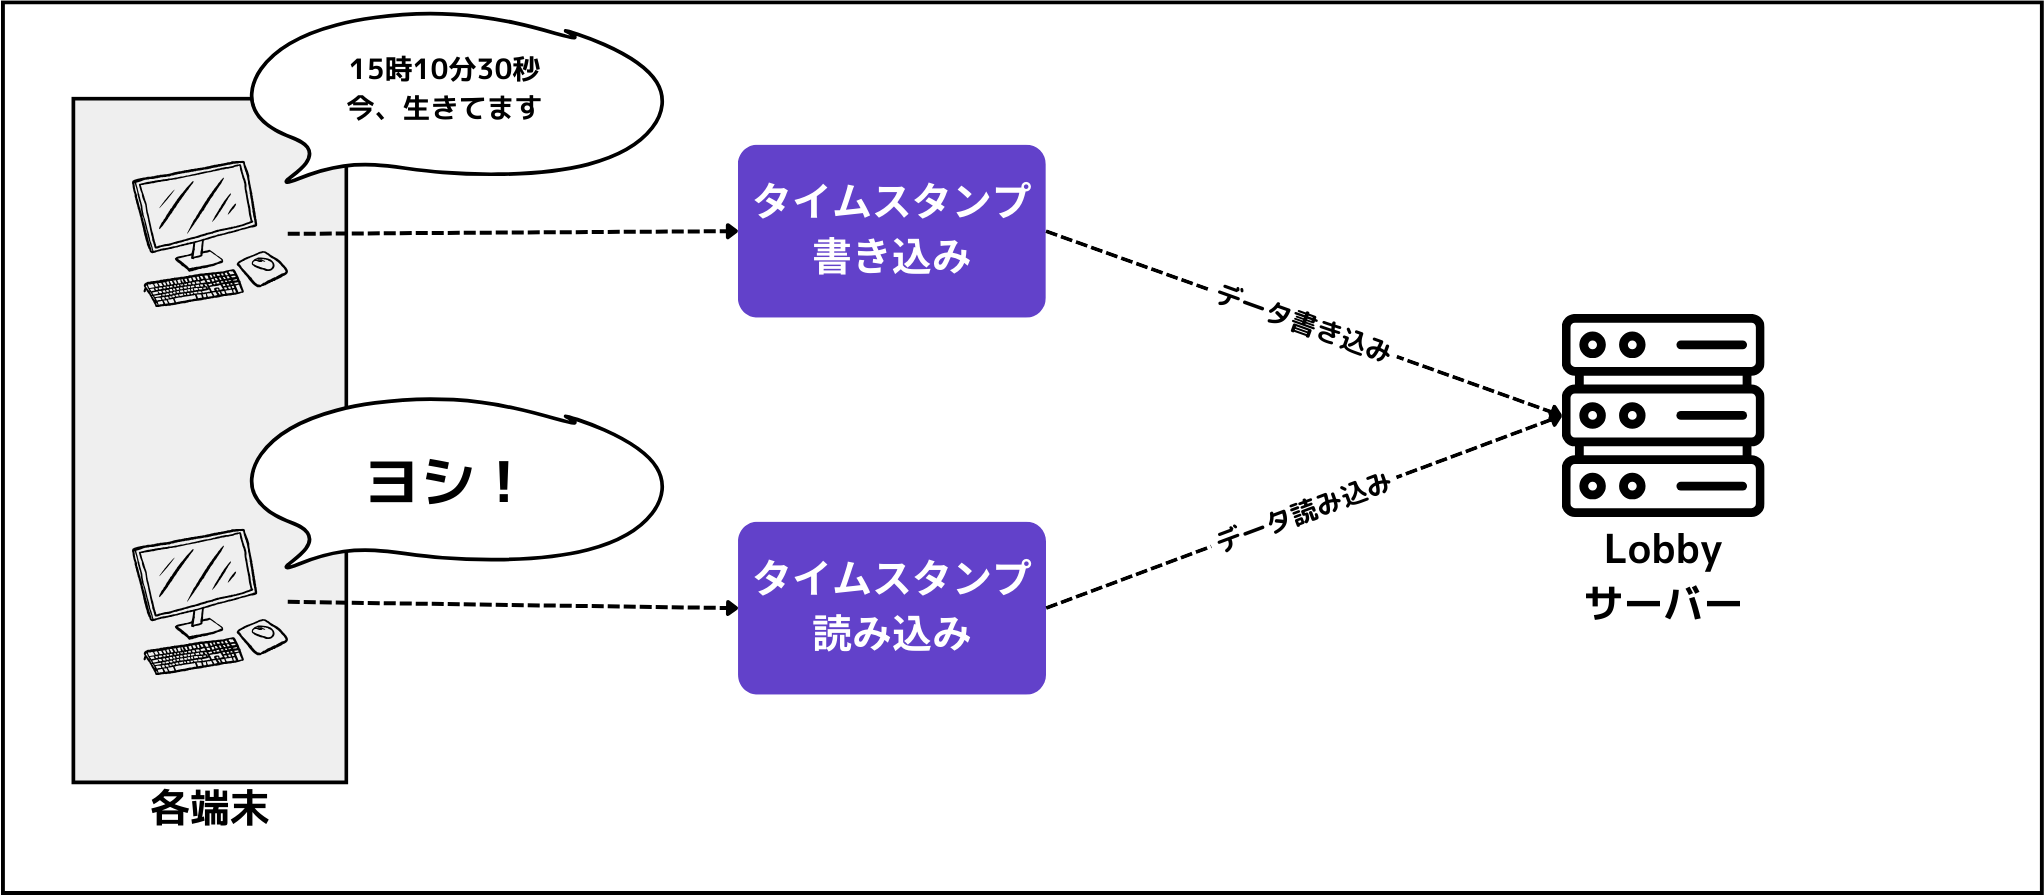 15時10分30秒
今、生きてます
タイムスタンプ
書き込み
データ書き込み
ヨシ！
タイムスタンプ
読み込み
データ読み込み
Lobby
サーバー
各端末